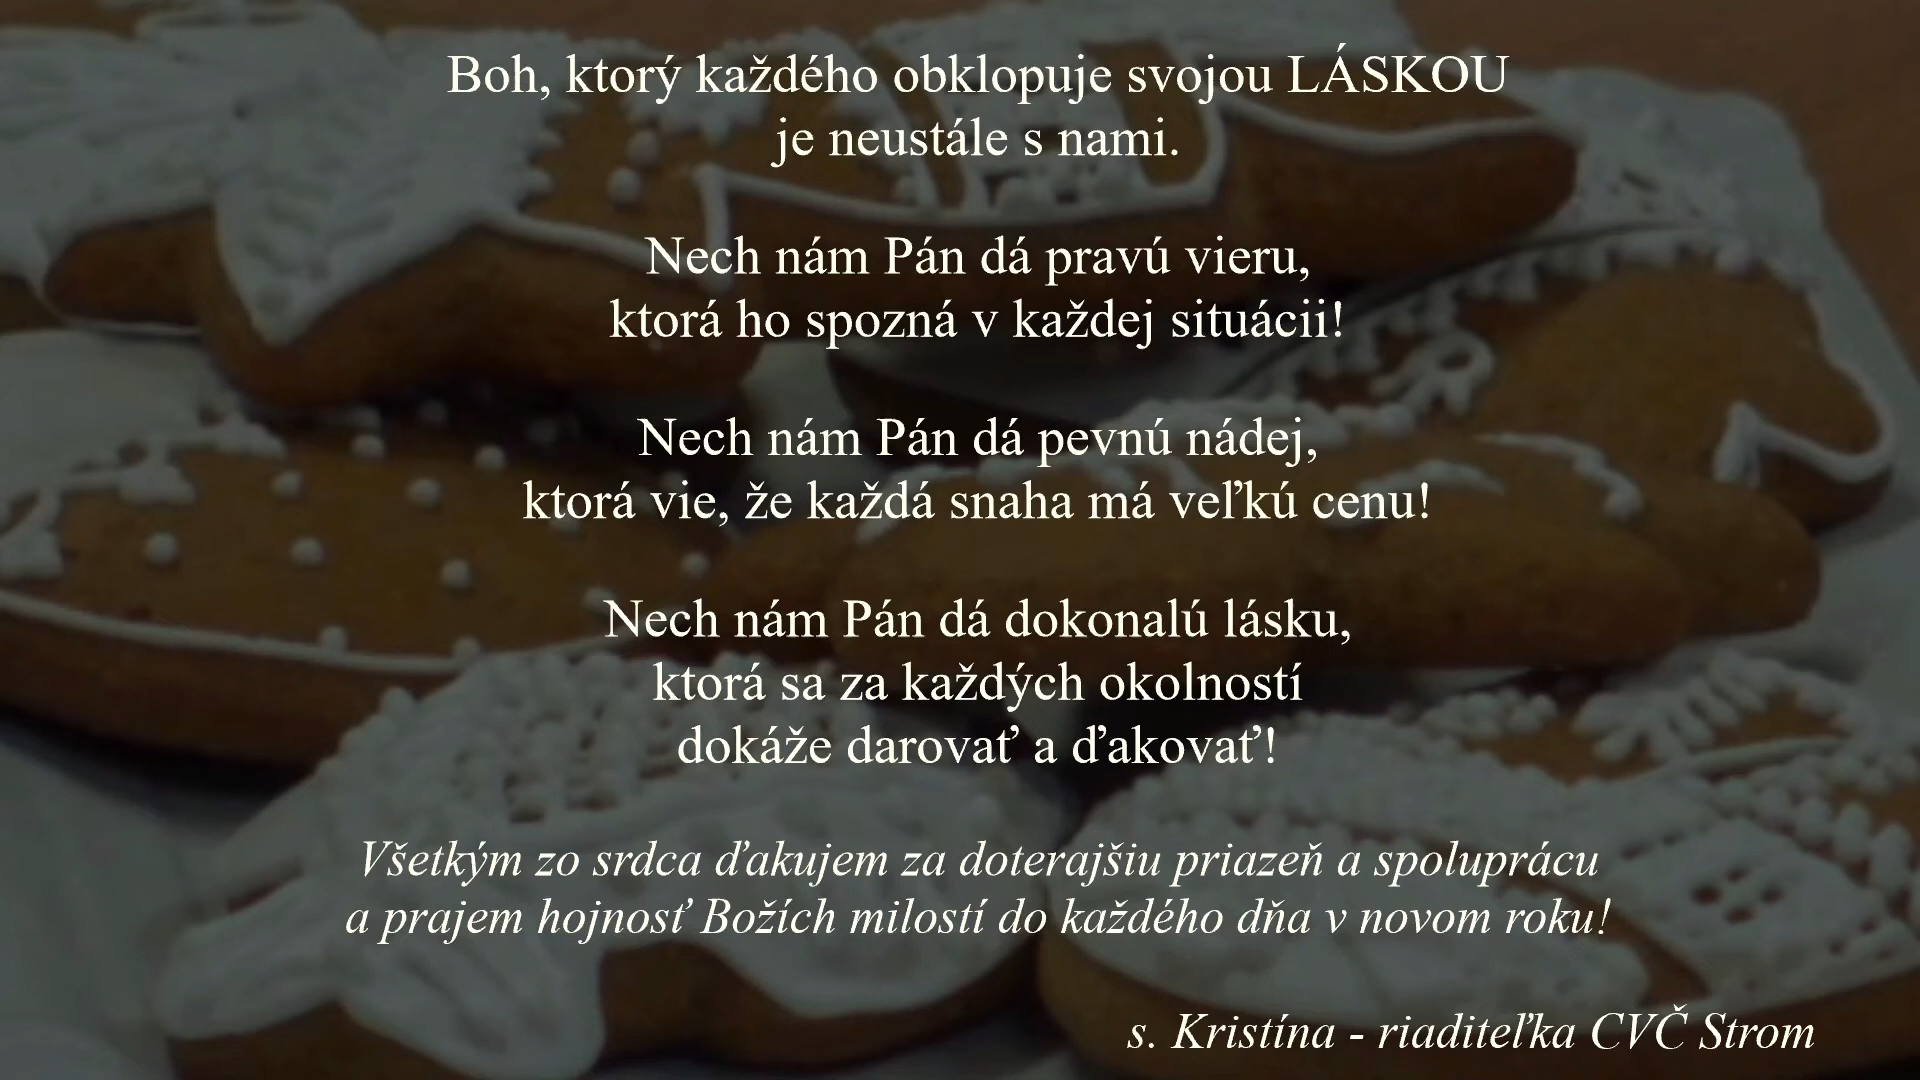 Boh, ktorý každého obklopuje svojou LÁSKOU
je neustále s nami.
Nech nám Pán dá pravú vieru,
ktorá ho spozná v každej situácii!
Nech nám Pán dá pevnú nádej,
ktorá vie, že každá snaha má veľkú cenu!
Nech nám Pán dá dokonalú lásku,
ktorá sa za každých okolností
dokáže darovať a ďakovať!
Všetkým zo srdca ďakujem za doterajšiu priazeň a spoluprácu
a prajem hojnosť Božích milostí do každého dňa v novom roku!
s. Kristína - riaditeľka CVČ Strom